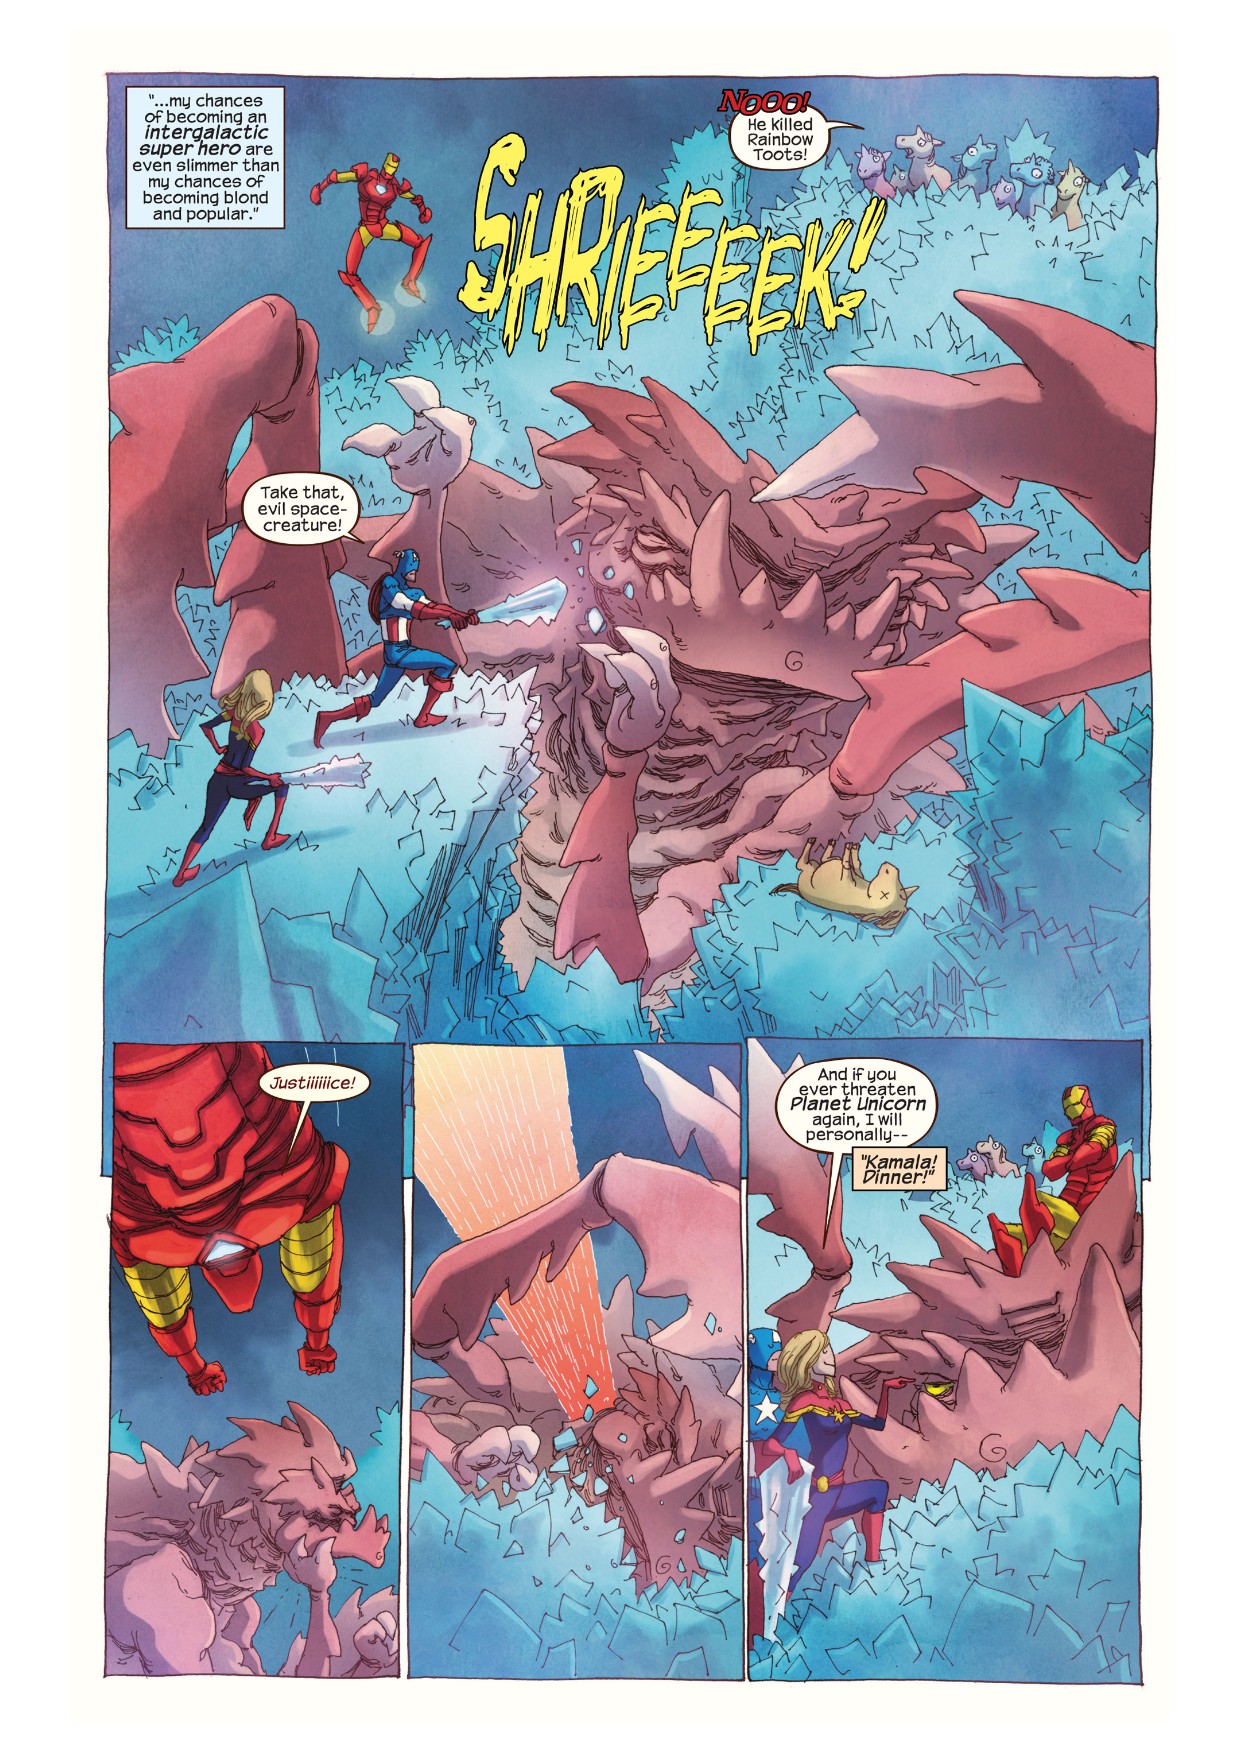 "...my chances
of becoming an
intergalactic
super hero are
even slimmer than
my chances of
becoming blond
and popular."
NOOO!
He killed
Rainbow
Toots!
SHRIEEEEEK!
Take that,
evil space-
creature!
Justiiiiiice!
And if you
ever threaten
Planet Unicorn
again, I will
personally--
"Kamala!
Dinner!"